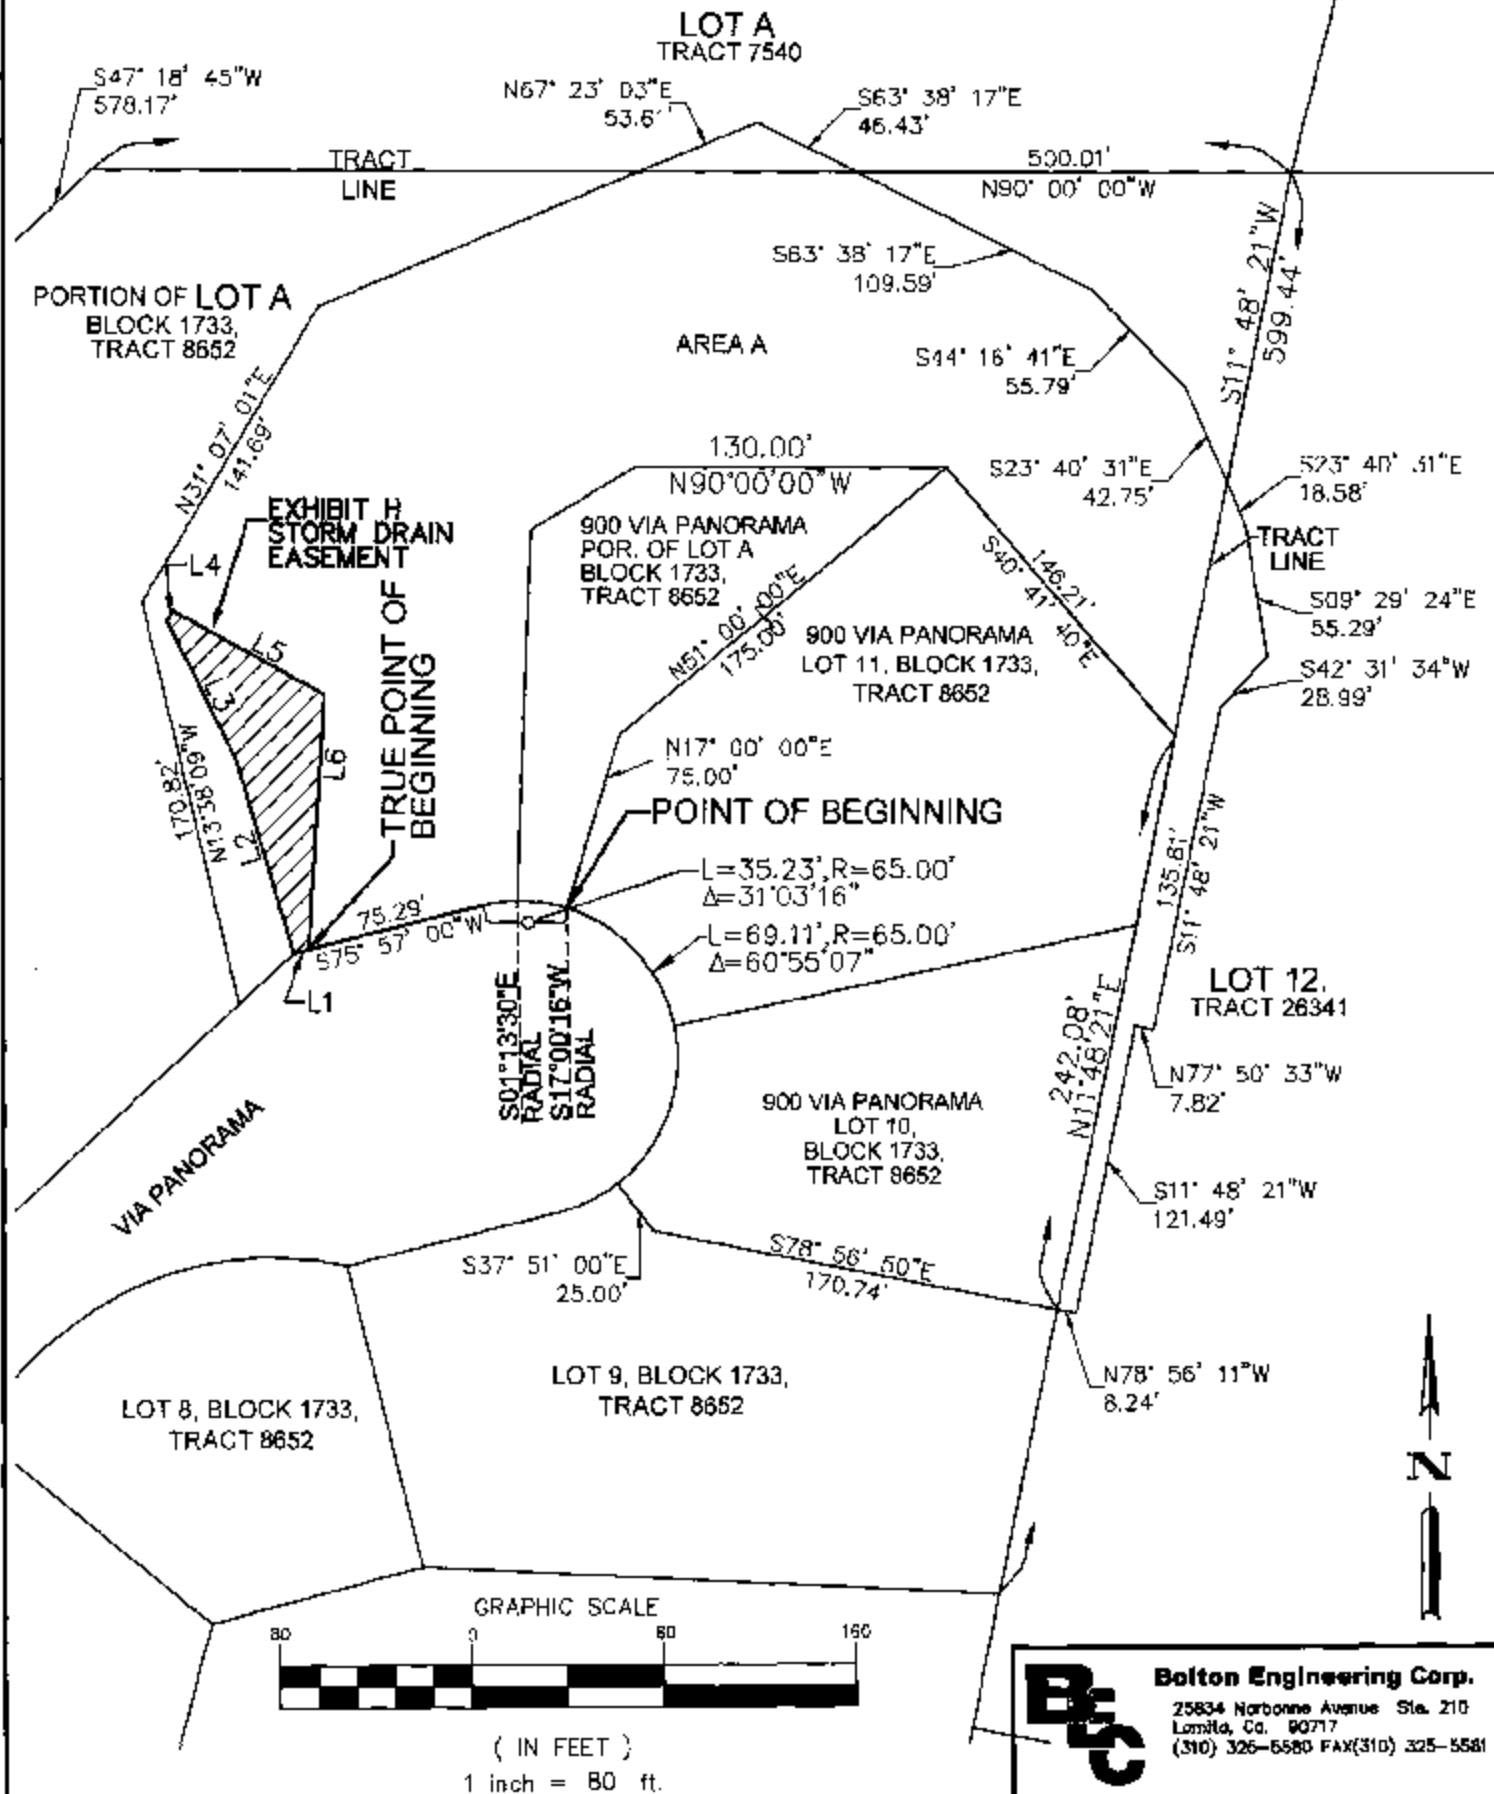 LOT A
TRACT 7540
S47° 18' 45"W
578.17'
N67° 23' 03"E
53.6'
S63° 38' 17"E
46.43'
TRACT
LINE
500.01'
N90° 00' 00"W
S63° 38' 17"E
109.59'
S11° 48' 21"W
599.44'
PORTION OF LOT A
BLOCK 1733,
TRACT 8652
AREA A
S44° 16' 41"E
55.79'
N31° 07' 01"E
141.69'
130.00'
N90°00'00"W
S23° 40' 31"E
42.75'
S23° 40' 31"E
18.58'
EXHIBIT H
STORM DRAIN
EASEMENT
900 VIA PANORAMA
POR. OF LOT A
BLOCK 1733,
TRACT 8652
TRACT
LINE
L4
S09° 29' 24"E
55.29'
146.21'
S40° 41' 40"E
N51° 00' 00"E
175.00'
900 VIA PANORAMA
LOT 11, BLOCK 1733,
TRACT 8652
S42° 31' 34"W
28.99'
L5
L3
L6
L2
TRUE POINT OF
BEGINNING
170.82'
N13°38'09"W
N17° 00' 00"E
75.00'
POINT OF BEGINNING
135.81'
S11° 48' 21"W
L=35.23',R=65.00'
Δ=31°03'16"
75.29'
S75° 57' 00"W
L=69.11',R=65.00'
Δ=60°55'07"
L1
S01°13'30"E
RADIAL
S17°00'16"W
RADIAL
LOT 12,
TRACT 26341
242.08'
N11°48'21"E
N77° 50' 33"W
7.82'
900 VIA PANORAMA
LOT 10,
BLOCK 1733,
TRACT 8652
VIA PANORAMA
S11° 48' 21"W
121.49'
S37° 51' 00"E
25.00'
S78° 56' 50"E
170.74'
N78° 56' 11"W
8.24'
LOT 9, BLOCK 1733,
TRACT 8652
LOT 8, BLOCK 1733,
TRACT 8652
N
GRAPHIC SCALE
80 0 80 160
( IN FEET )
1 inch = 80 ft.
BEC
Bolton Engineering Corp.
25834 Narbonne Avenue Ste. 210
Lomita, Ca. 90717
(310) 325-5580 FAX(310) 325-5581